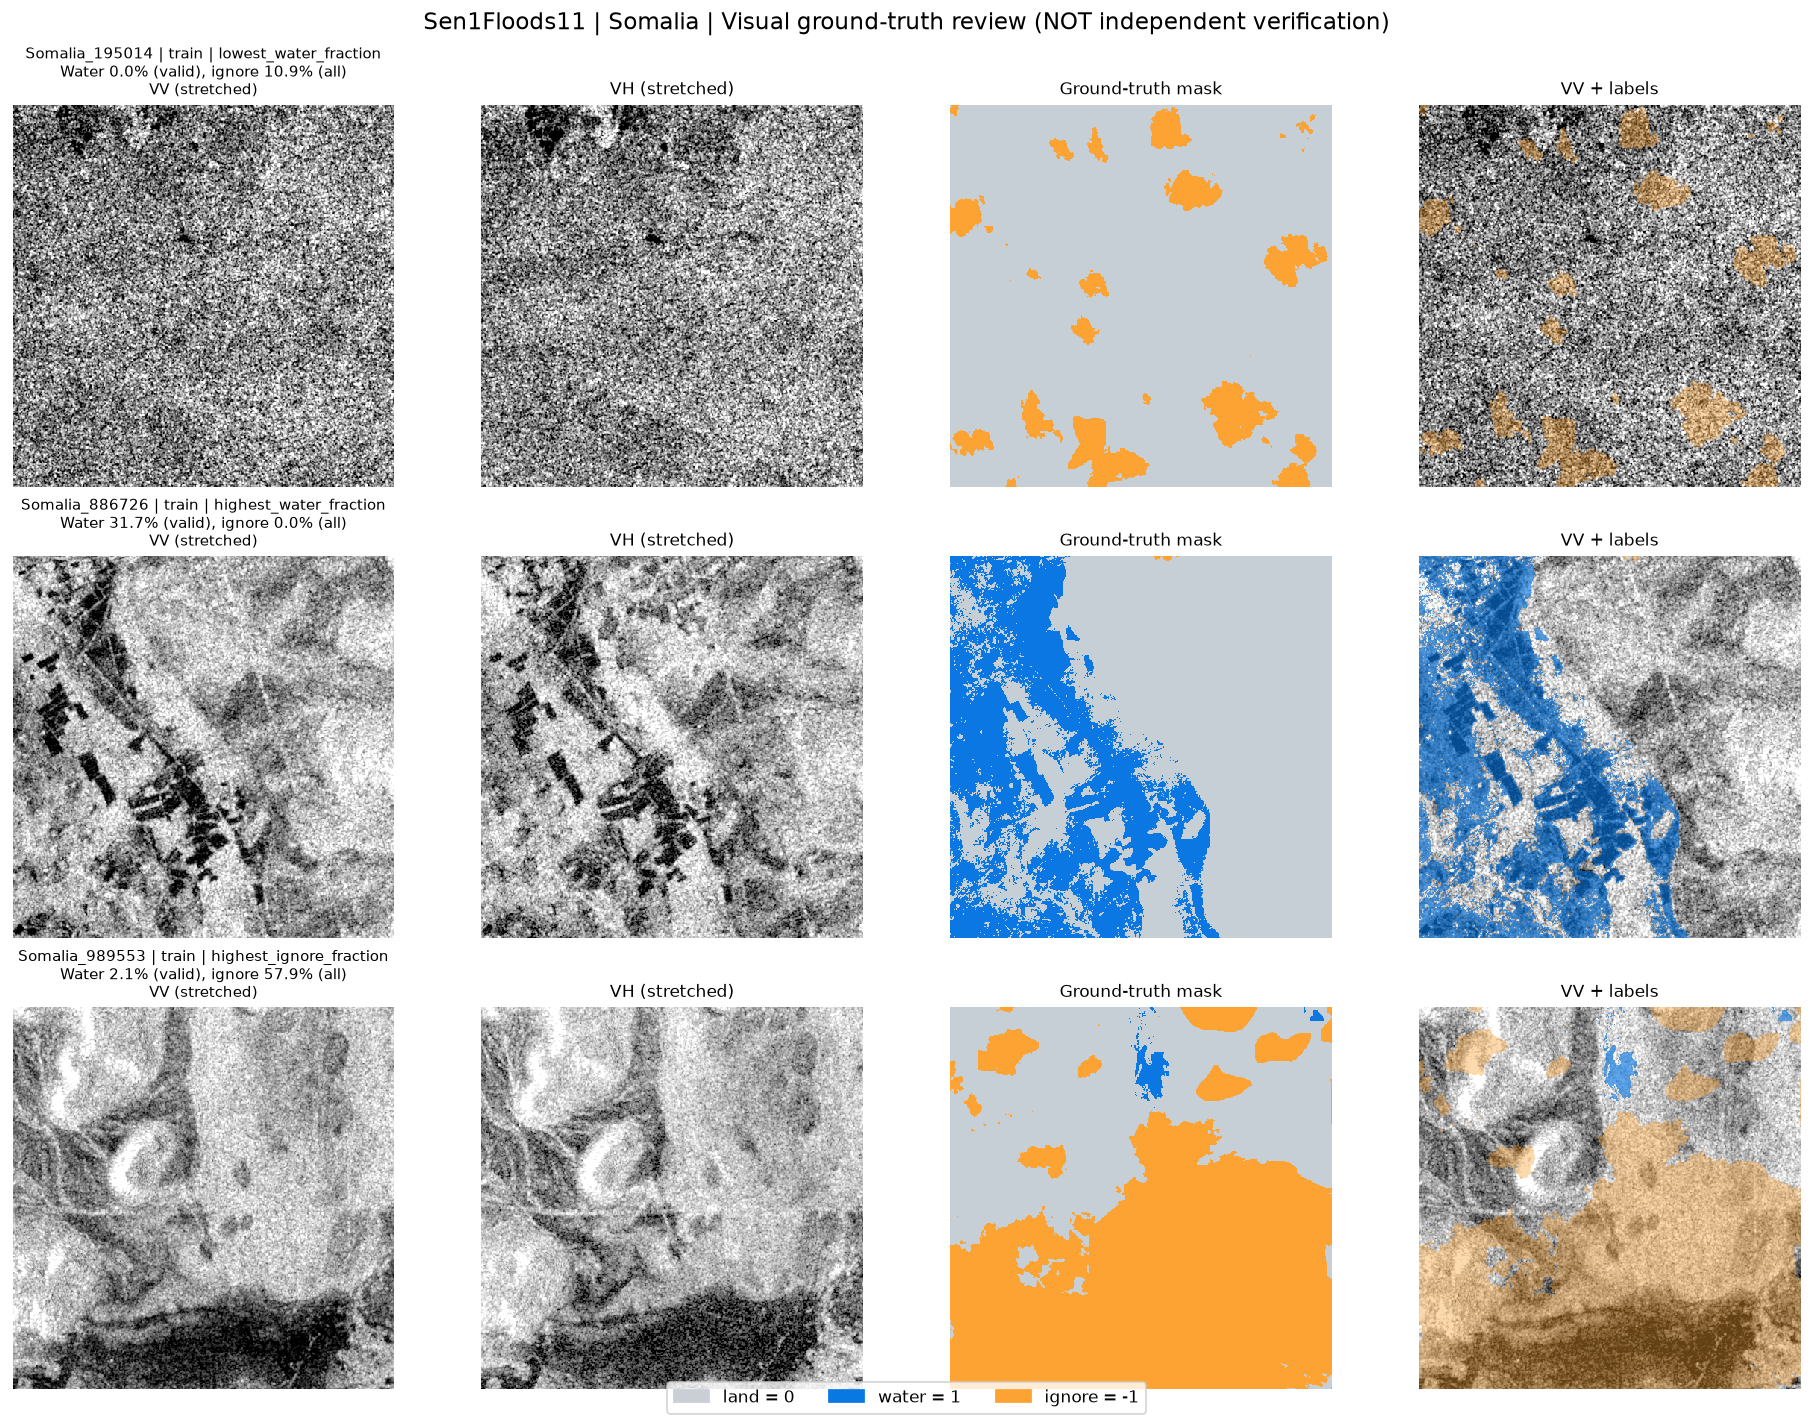 Sen1Floods11 | Somalia | Visual ground-truth review (NOT independent verification)
Somalia_195014 | train | lowest_water_fraction
Water 0.0% (valid), ignore 10.9% (all)
VV (stretched)
VH (stretched)
Ground-truth mask
VV + labels
Somalia_886726 | train | highest_water_fraction
Water 31.7% (valid), ignore 0.0% (all)
VV (stretched)
VH (stretched)
Ground-truth mask
VV + labels
Somalia_989553 | train | highest_ignore_fraction
Water 2.1% (valid), ignore 57.9% (all)
VV (stretched)
VH (stretched)
Ground-truth mask
VV + labels
land = 0
water = 1
ignore = -1